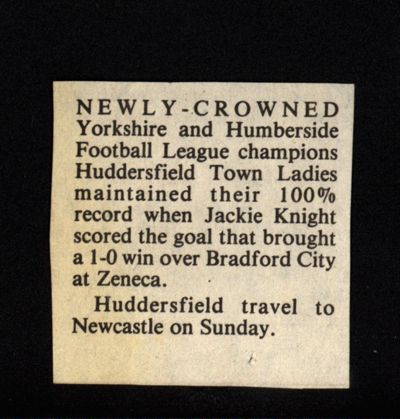 NEWLY-CROWNED
Yorkshire and Humberside
Football League champions
Huddersfield Town Ladies
maintained their 100%
record when Jackie Knight
scored the goal that brought
a 1-0 win over Bradford City
at Zeneca.
Huddersfield travel to
Newcastle on Sunday.